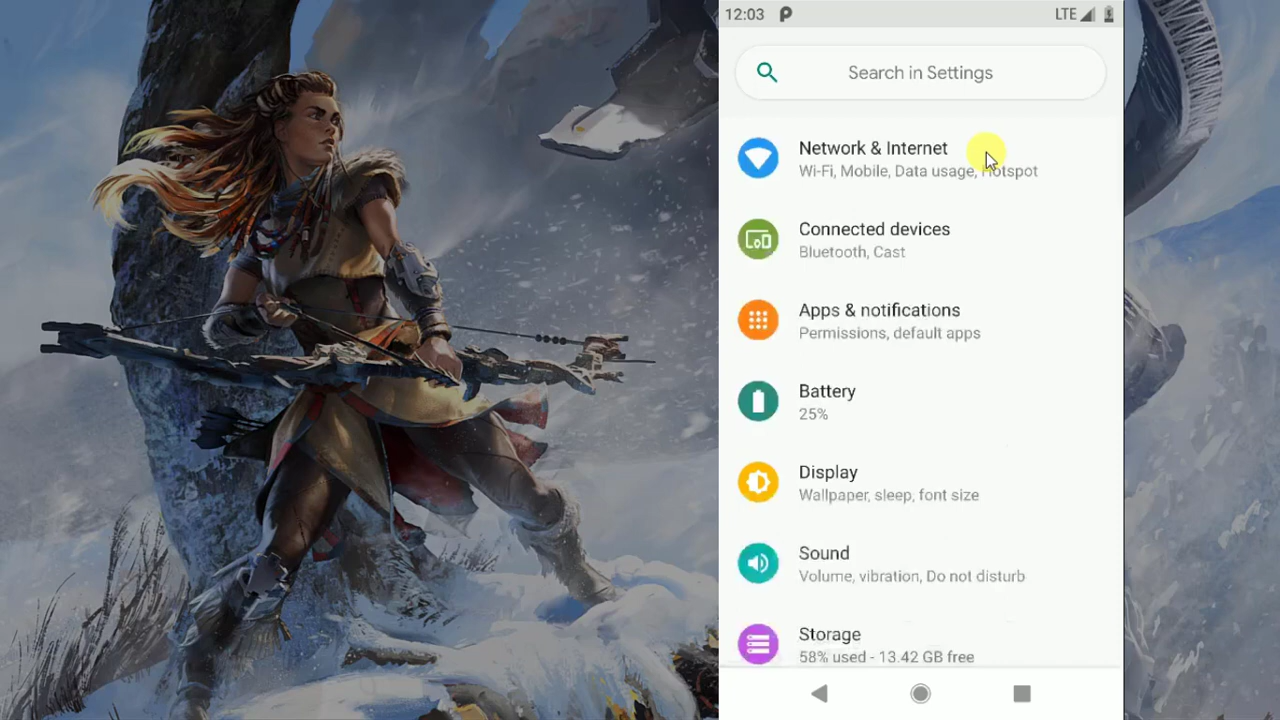 12:03
LTE
Search in Settings
Network & Internet
Wi-Fi, Mobile, Data usage, Hotspot
Connected devices
Bluetooth, Cast
Apps & notifications
Permissions, default apps
Battery
25%
Display
Wallpaper, sleep, font size
Sound
Volume, vibration, Do not disturb
Storage
58% used - 13.42 GB free